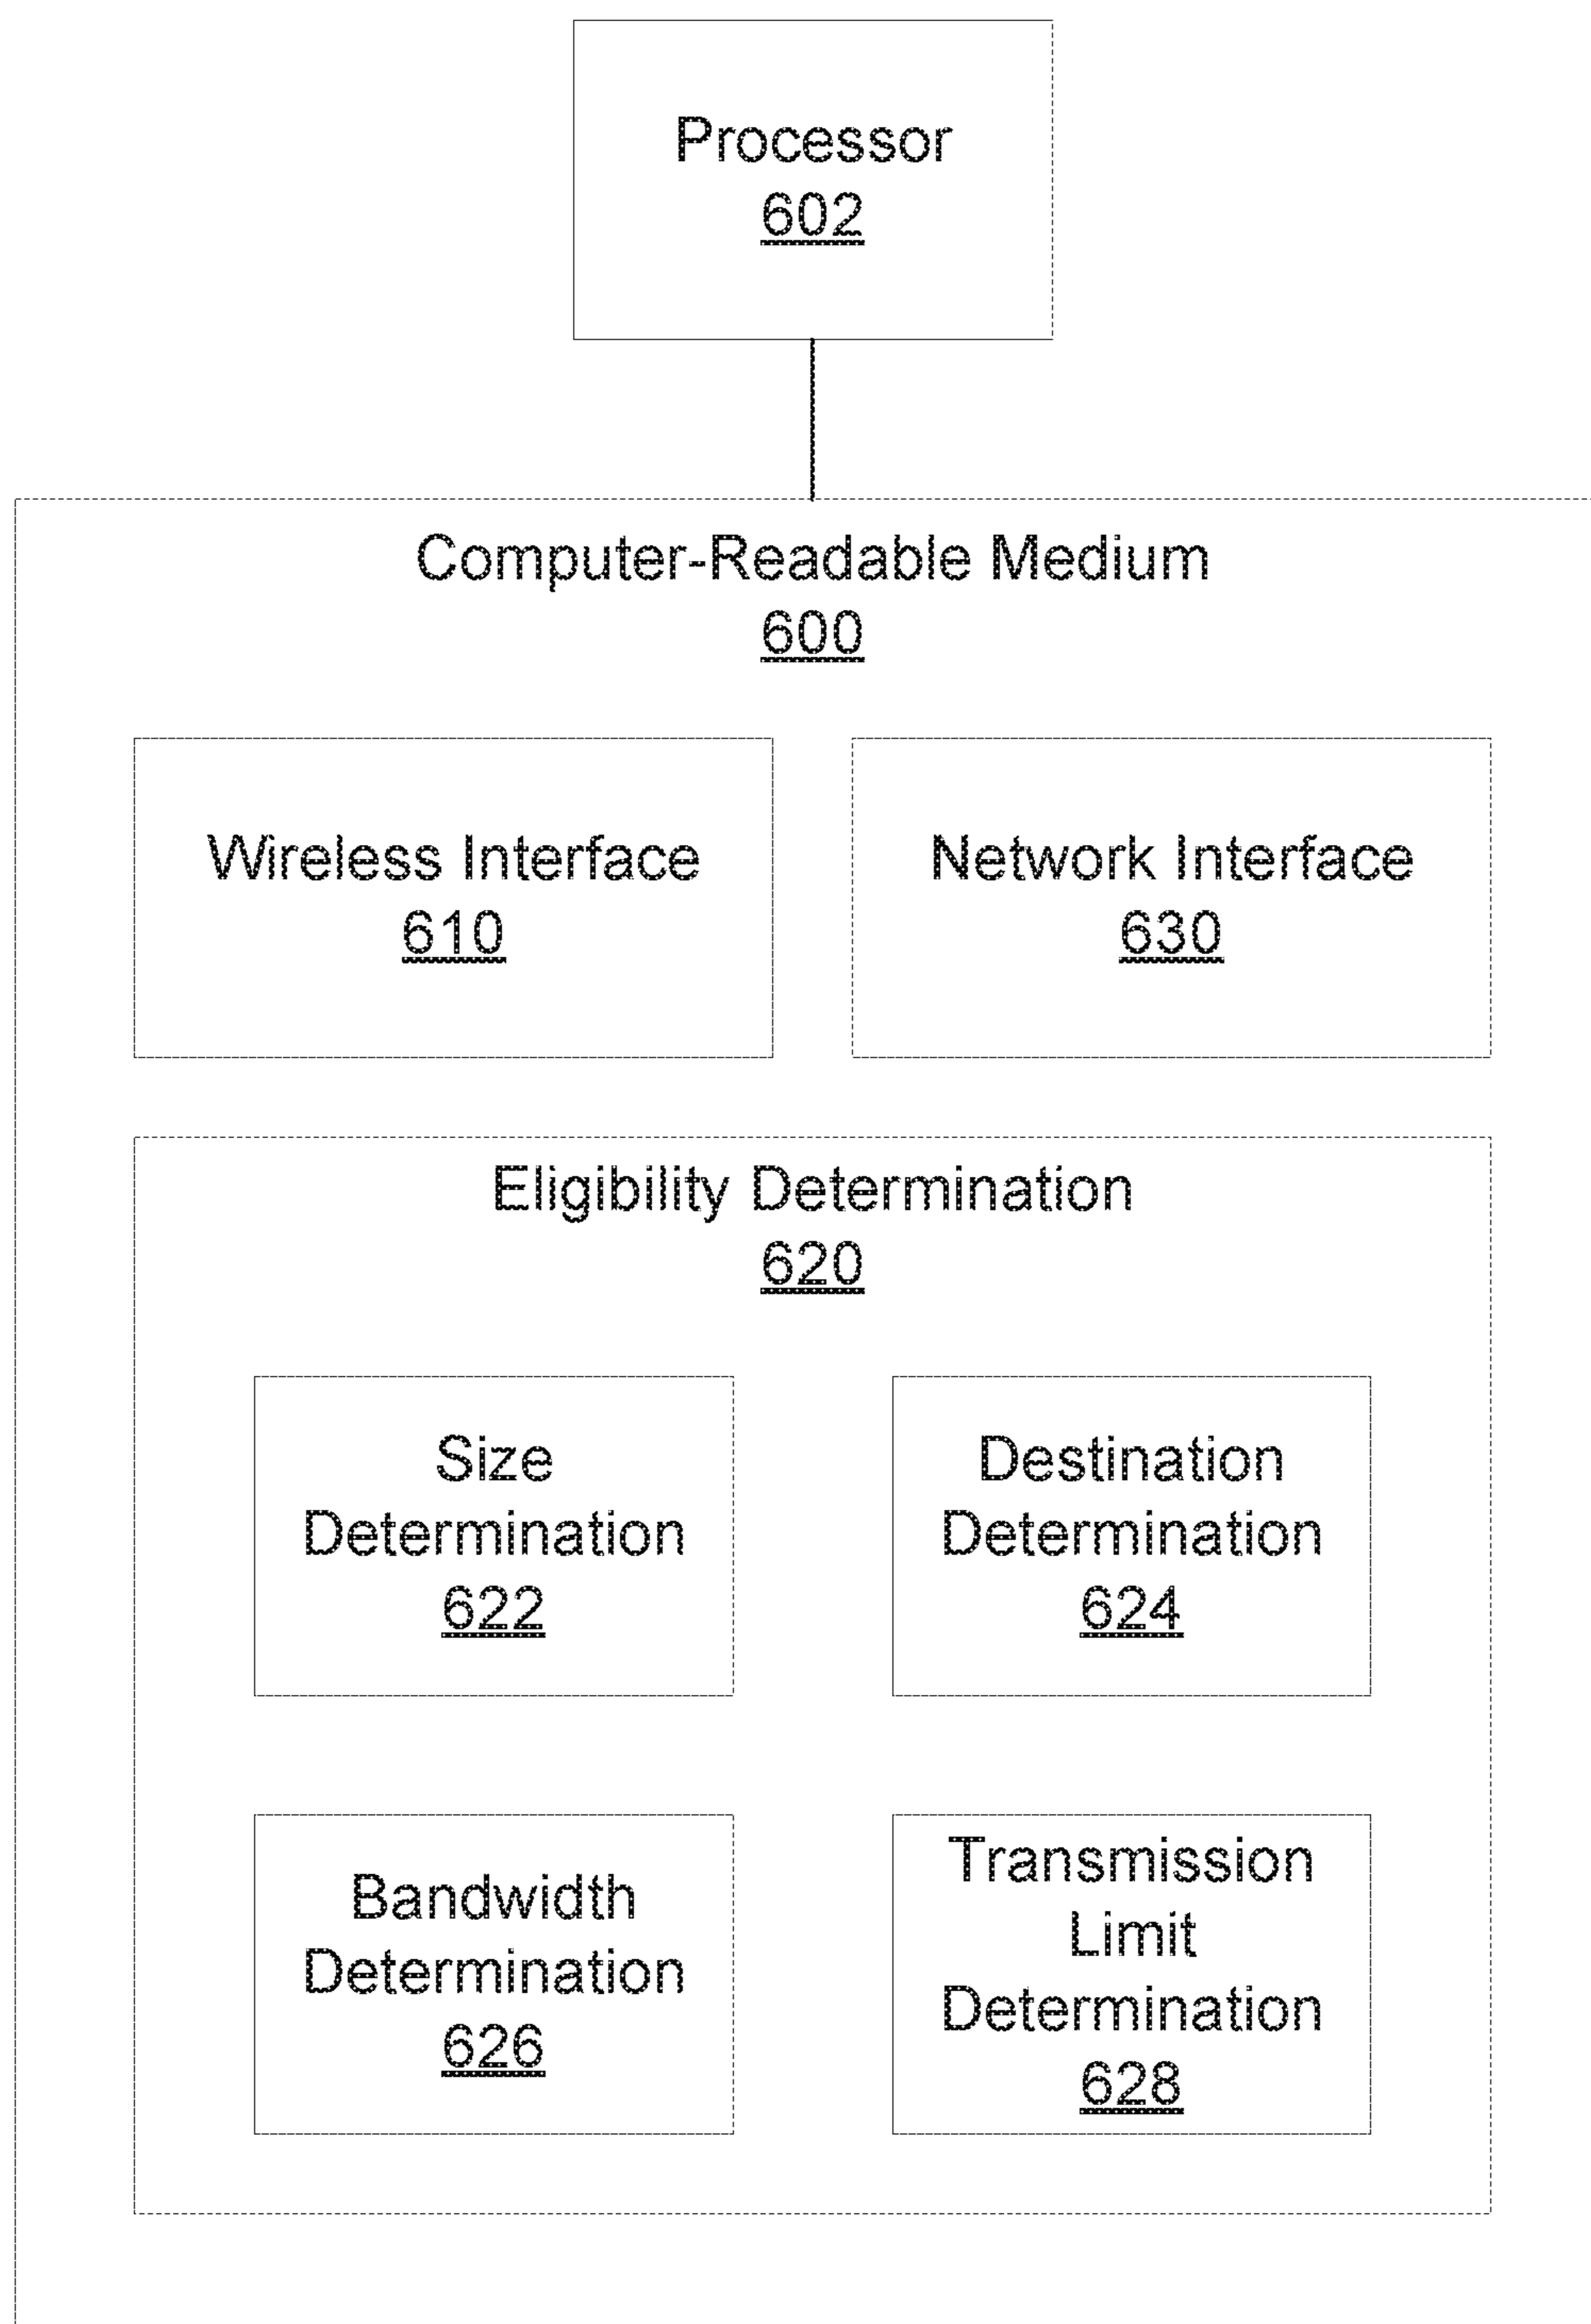 Processor
602
Computer-Readable Medium
600
Wireless Interface
610
Network Interface
630
Eligibility Determination
620
Size
Determination
622
Destination
Determination
624
Bandwidth
Determination
626
Transmission
Limit
Determination
628